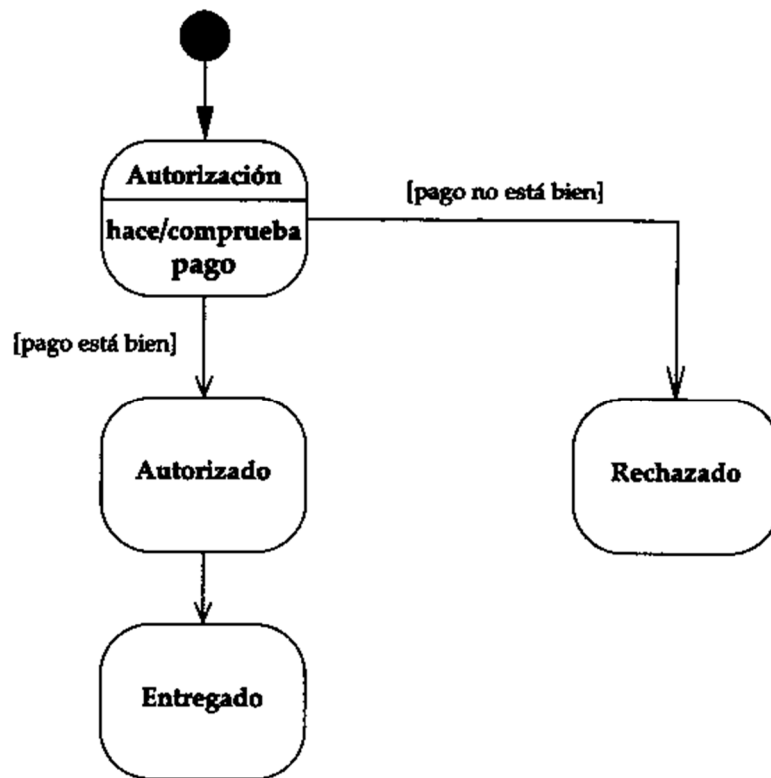 Autorización
[pago no está bien]
hace/comprueba
pago
[pago está bien]
Autorizado
Rechazado
Entregado